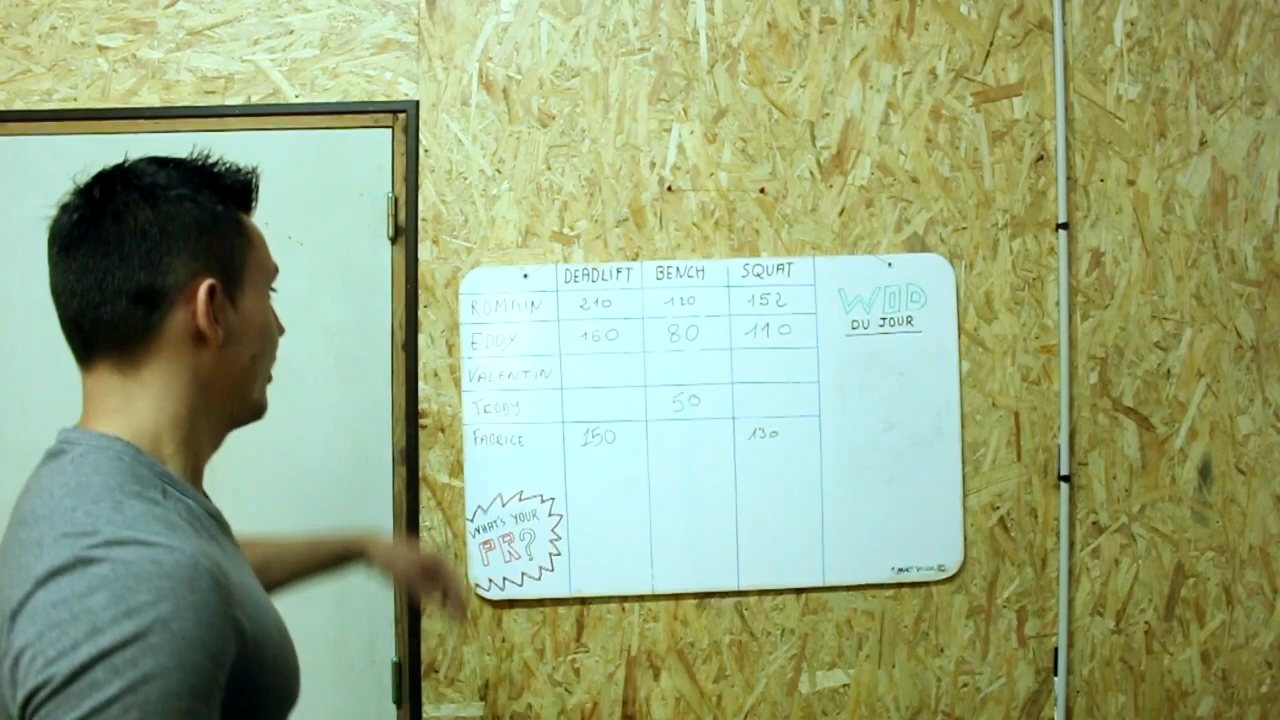 DEADLIFT BENCH SQUAT
ROMAIN 210 120 152
EDDY 160 80 110
VALENTIN
TEDDY 50
FABRICE 150 130
WOD
DU JOUR
WHAT'S YOUR
PR?